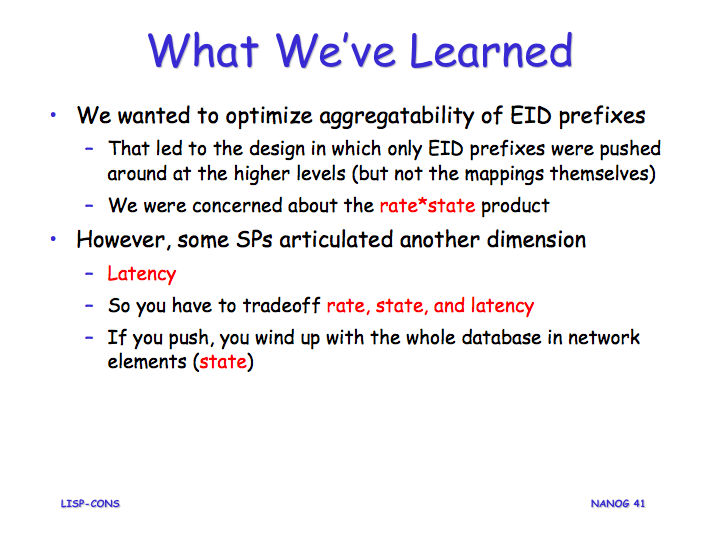 What We've Learned
• We wanted to optimize aggregatability of EID prefixes
– That led to the design in which only EID prefixes were pushed
around at the higher levels (but not the mappings themselves)
– We were concerned about the rate*state product
• However, some SPs articulated another dimension
– Latency
– So you have to tradeoff rate, state, and latency
– If you push, you wind up with the whole database in network
elements (state)
LISP-CONS
NANOG 41